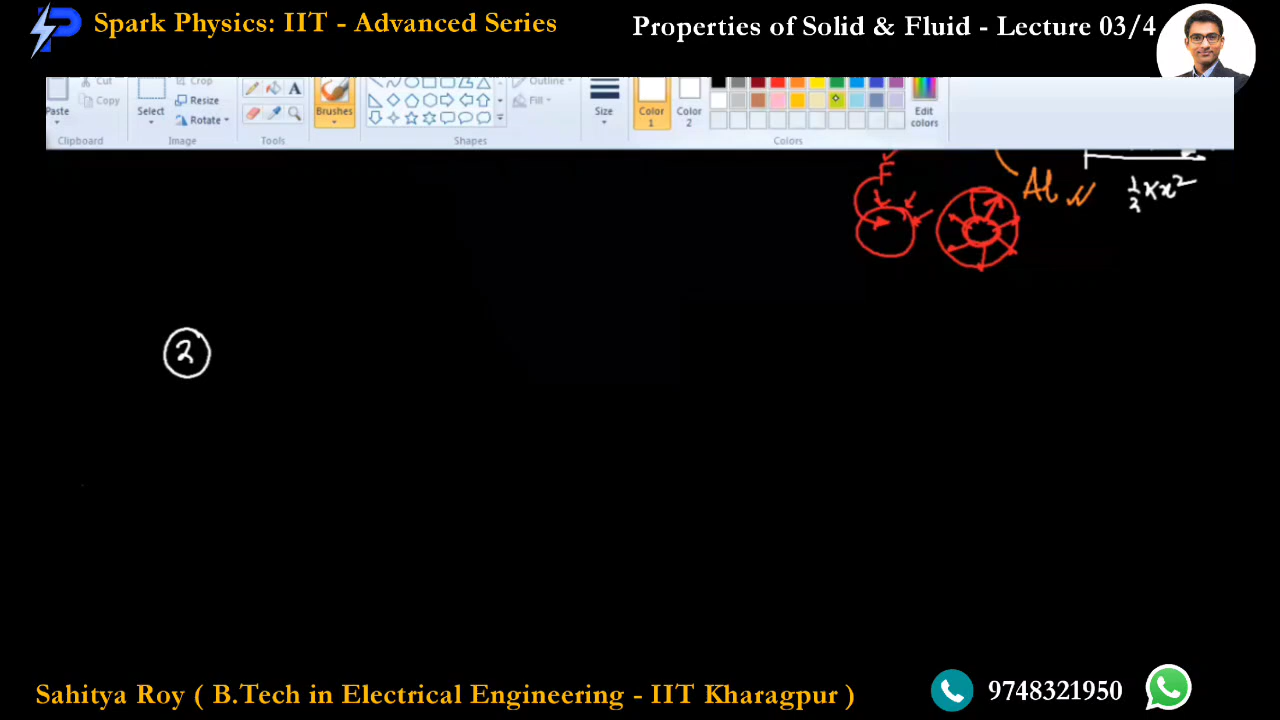 Spark Physics: IIT - Advanced Series
Properties of Solid & Fluid - Lecture 03/4
Paste
Cut
Copy
Clipboard
Select
Crop
Resize
Rotate
Image
A
Tools
Brushes
Outline
Fill
Shapes
Size
Color 1
Color 2
Edit colors
Colors
F
Al
1/2 Kx²
2
Sahitya Roy ( B.Tech in Electrical Engineering - IIT Kharagpur )
9748321950